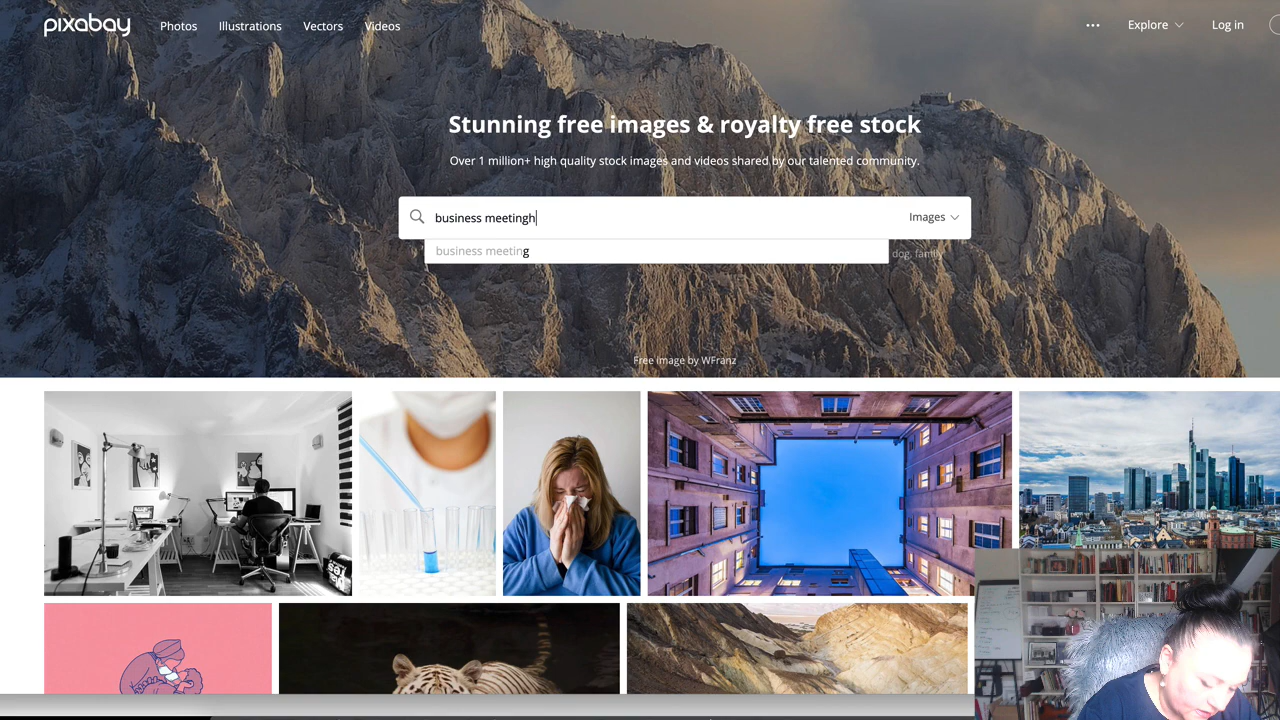 pixabay Photos Illustrations Vectors Videos ••• Explore Log in
Stunning free images & royalty free stock
Over 1 million+ high quality stock images and videos shared by our talented community.
business meetingh Images
business meeting
dog, family
Free image by WFranz